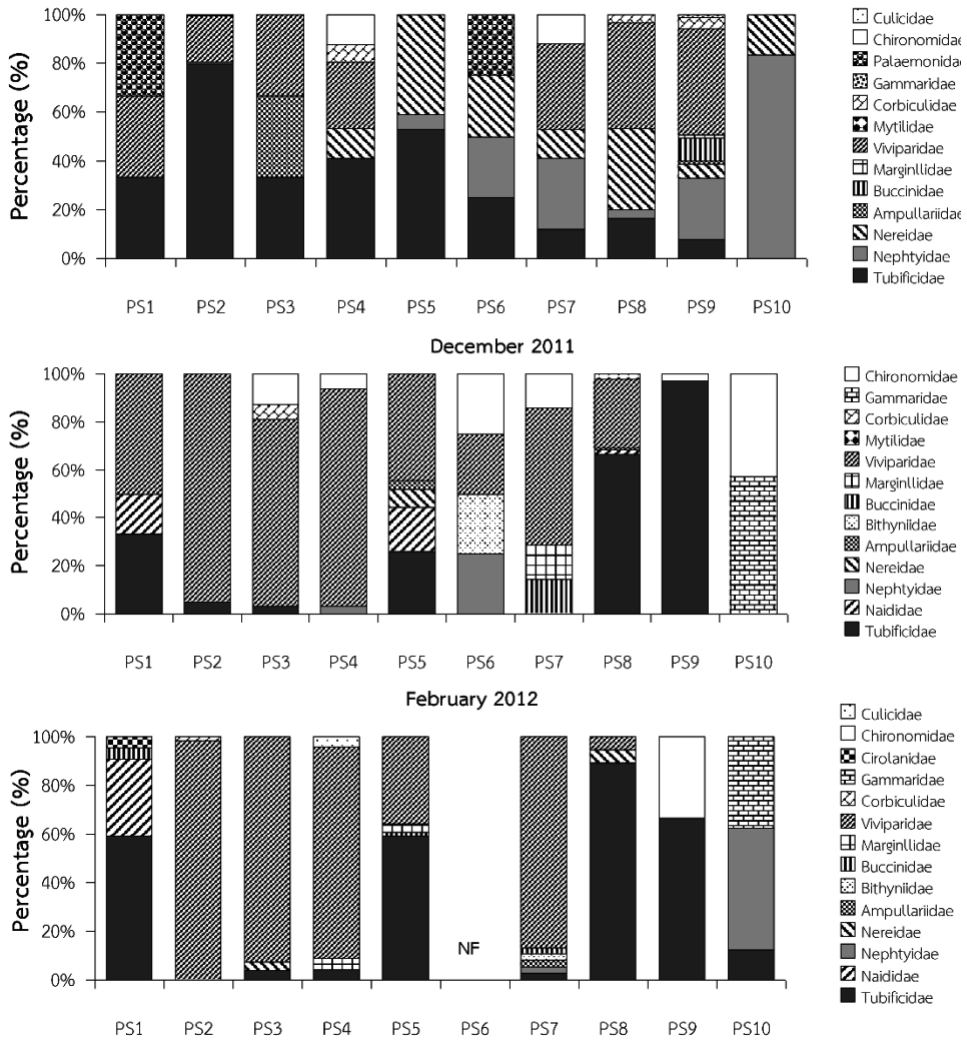 Percentage (%)
100%
80%
60%
40%
20%
0%
PS1 PS2 PS3 PS4 PS5 PS6 PS7 PS8 PS9 PS10
Culicidae
Chironomida
Palaemonida
Gammaridae
Corbiculidae
Mytilidae
Viviparidae
Marginllidae
Buccinidae
Ampullariida
Nereidae
Nephtyidae
Tubificidae
December 2011
Percentage (%)
100%
80%
60%
40%
20%
0%
PS1 PS2 PS3 PS4 PS5 PS6 PS7 PS8 PS9 PS10
Chironomidae
Gammaridae
Corbiculidae
Mytilidae
Viviparidae
Marginllidae
Buccinidae
Bithyniidae
Ampullariidae
Nereidae
Nephtyidae
Naididae
Tubificidae
February 2012
Percentage (%)
100%
80%
60%
40%
20%
0%
NF
PS1 PS2 PS3 PS4 PS5 PS6 PS7 PS8 PS9 PS10
Culicidae
Chironomidae
Cirolanidae
Gammaridae
Corbiculidae
Viviparidae
Marginllidae
Buccinidae
Bithyniidae
Ampullariidae
Nereidae
Nephtyidae
Naididae
Tubificidae